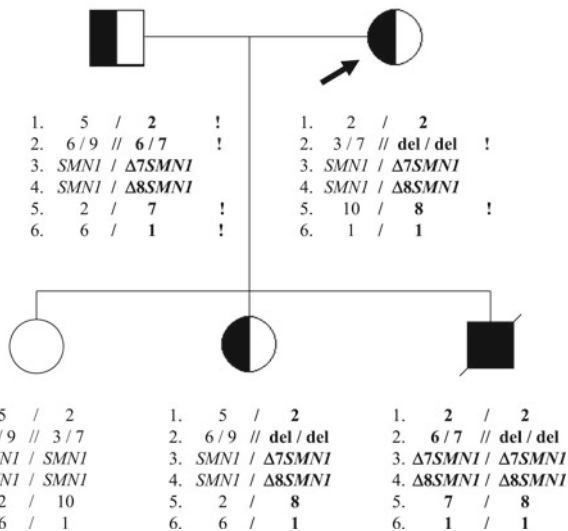 1. 5 / 2 !
2. 6 / 9 // 6 / 7 !
3. SMN1 / Δ7SMN1
4. SMN1 / Δ8SMN1
5. 2 / 7 !
6. 6 / 1 !
1. 2 / 2
2. 3 / 7 // del / del !
3. SMN1 / Δ7SMN1
4. SMN1 / Δ8SMN1
5. 10 / 8 !
6. 1 / 1
5 / 2
/ 9 // 3 / 7
/ SMN1
/ SMN1
2 / 10
6 / 1
1. 5 / 2
2. 6 / 9 // del / del
3. SMN1 / Δ7SMN1
4. SMN1 / Δ8SMN1
5. 2 / 8
6. 6 / 1
1. 2 / 2
2. 6 / 7 // del / del
3. Δ7SMN1 / Δ7SMN1
4. Δ8SMN1 / Δ8SMN1
5. 7 / 8
6. 1 / 1